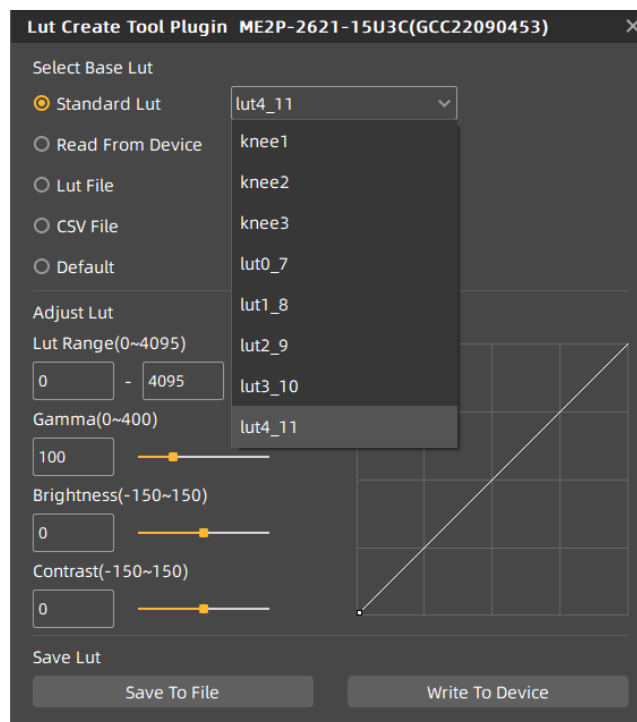 Lut Create Tool Plugin ME2P-2621-15U3C(GCC22090453)
Select Base Lut
Standard Lut
lut4_11
Read From Device
Lut File
CSV File
Default
knee1
knee2
knee3
lut0_7
lut1_8
lut2_9
lut3_10
lut4_11
Adjust Lut
Lut Range(0~4095)
0 - 4095
Gamma(0~400)
100
Brightness(-150~150)
0
Contrast(-150~150)
0
Save Lut
Save To File
Write To Device